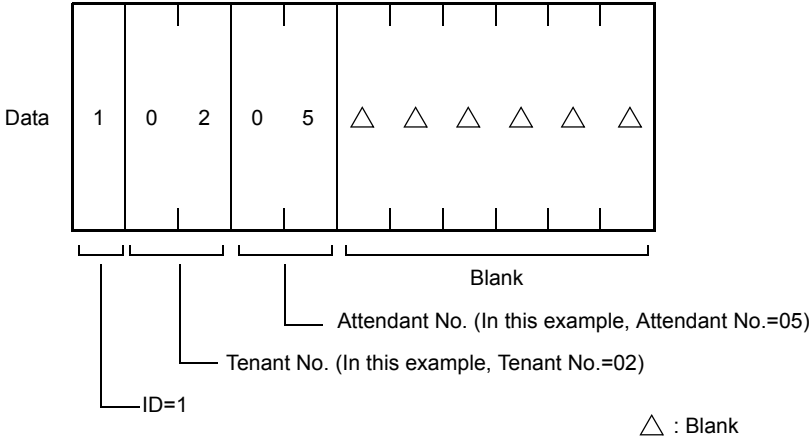 Data 1 0 2 0 5 △ △ △ △ △ △
Blank
Attendant No. (In this example, Attendant No.=05)
Tenant No. (In this example, Tenant No.=02)
ID=1
△ : Blank